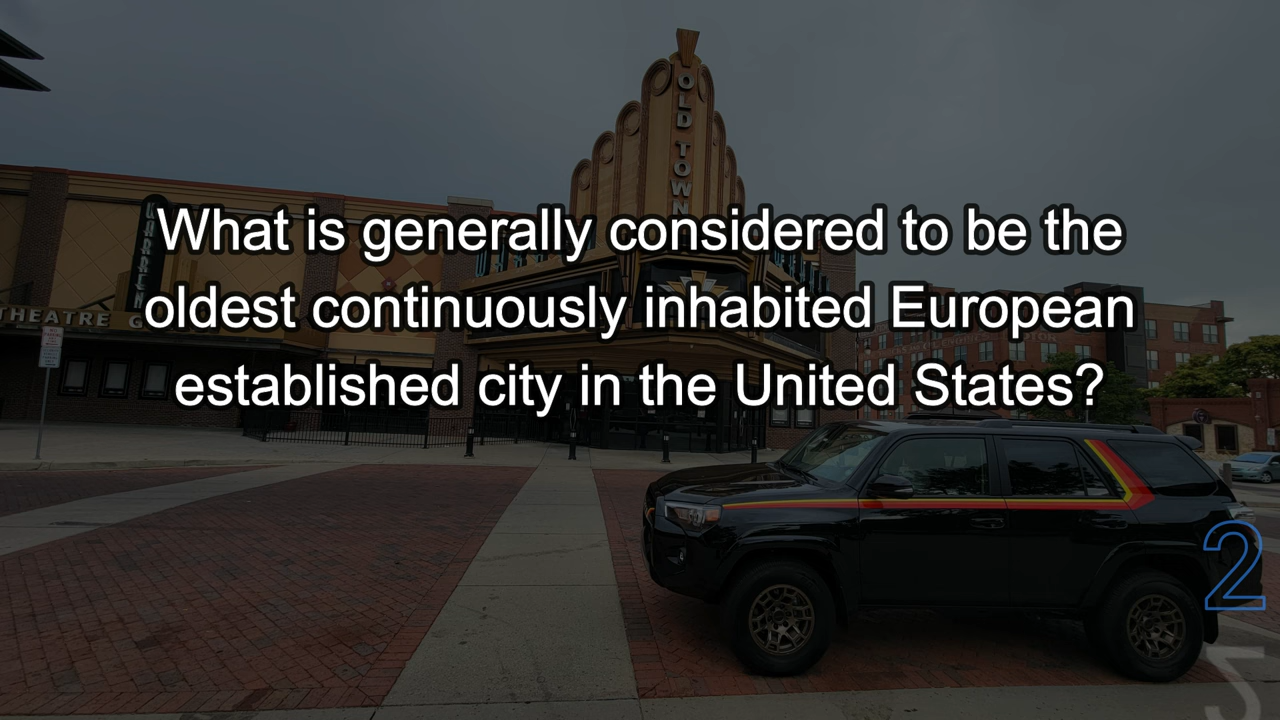 OLD TOWN
WARREN
What is generally considered to be the
oldest continuously inhabited European
THEATRE G
established city in the United States?
2